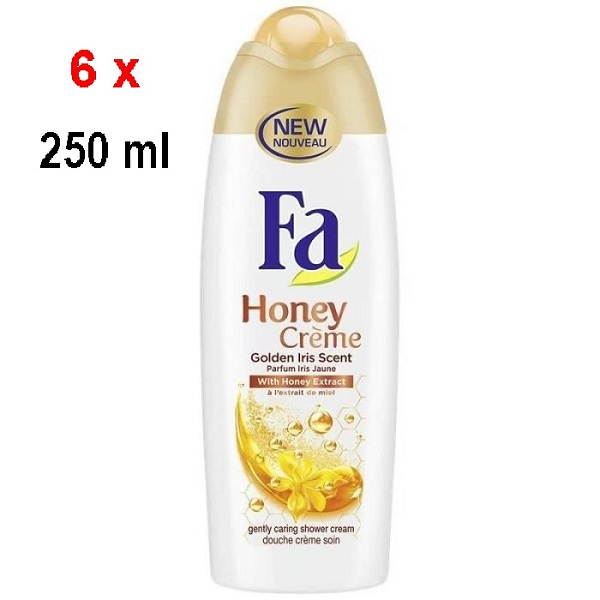 6 x
250 ml
NEW
NOUVEAU
Fa
Honey
Crème
Golden Iris Scent
Parfum Iris Jaune
With Honey Extract
à l'extrait de miel
gently caring shower cream
douche crème soin